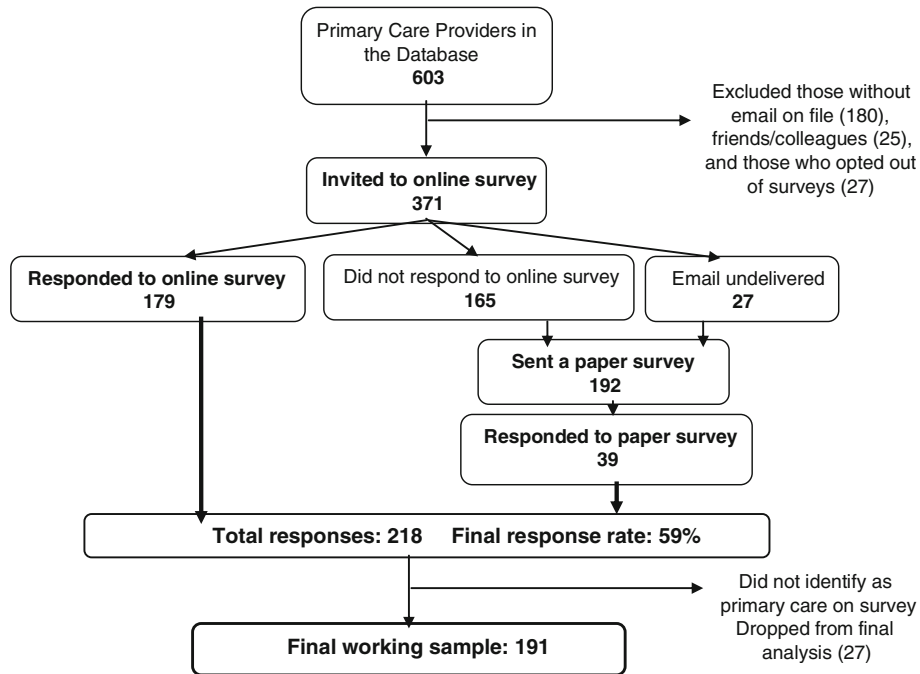 Primary Care Providers in
the Database
603
Excluded those without
email on file (180),
friends/colleagues (25),
and those who opted out
of surveys (27)
Invited to online survey
371
Responded to online survey
179
Did not respond to online survey
165
Email undelivered
27
Sent a paper survey
192
Responded to paper survey
39
Total responses: 218 Final response rate: 59%
Did not identify as
primary care on survey
Dropped from final
analysis (27)
Final working sample: 191